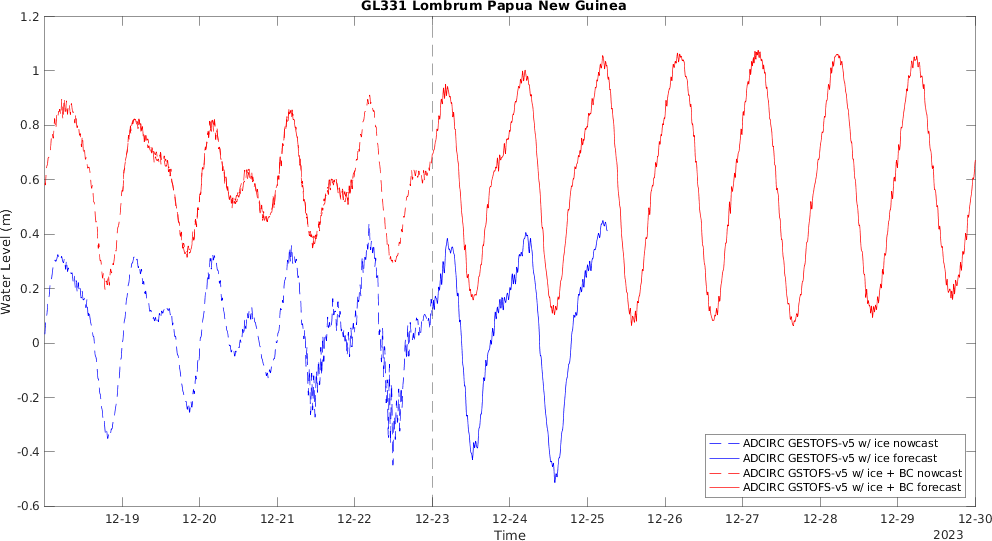 GL331 Lombrum Papua New Guinea
1.2
1
0.8
0.6
0.4
0.2
0
-0.2
-0.4
-0.6
Water Level (m)
ADCIRC GESTOFS-v5 w/ ice nowcast
ADCIRC GESTOFS-v5 w/ ice forecast
ADCIRC GSTOFS-v5 w/ ice + BC nowcast
ADCIRC GSTOFS-v5 w/ ice + BC forecast
12-19 12-20 12-21 12-22 12-23 12-24 12-25 12-26 12-27 12-28 12-29 12-30
Time
2023